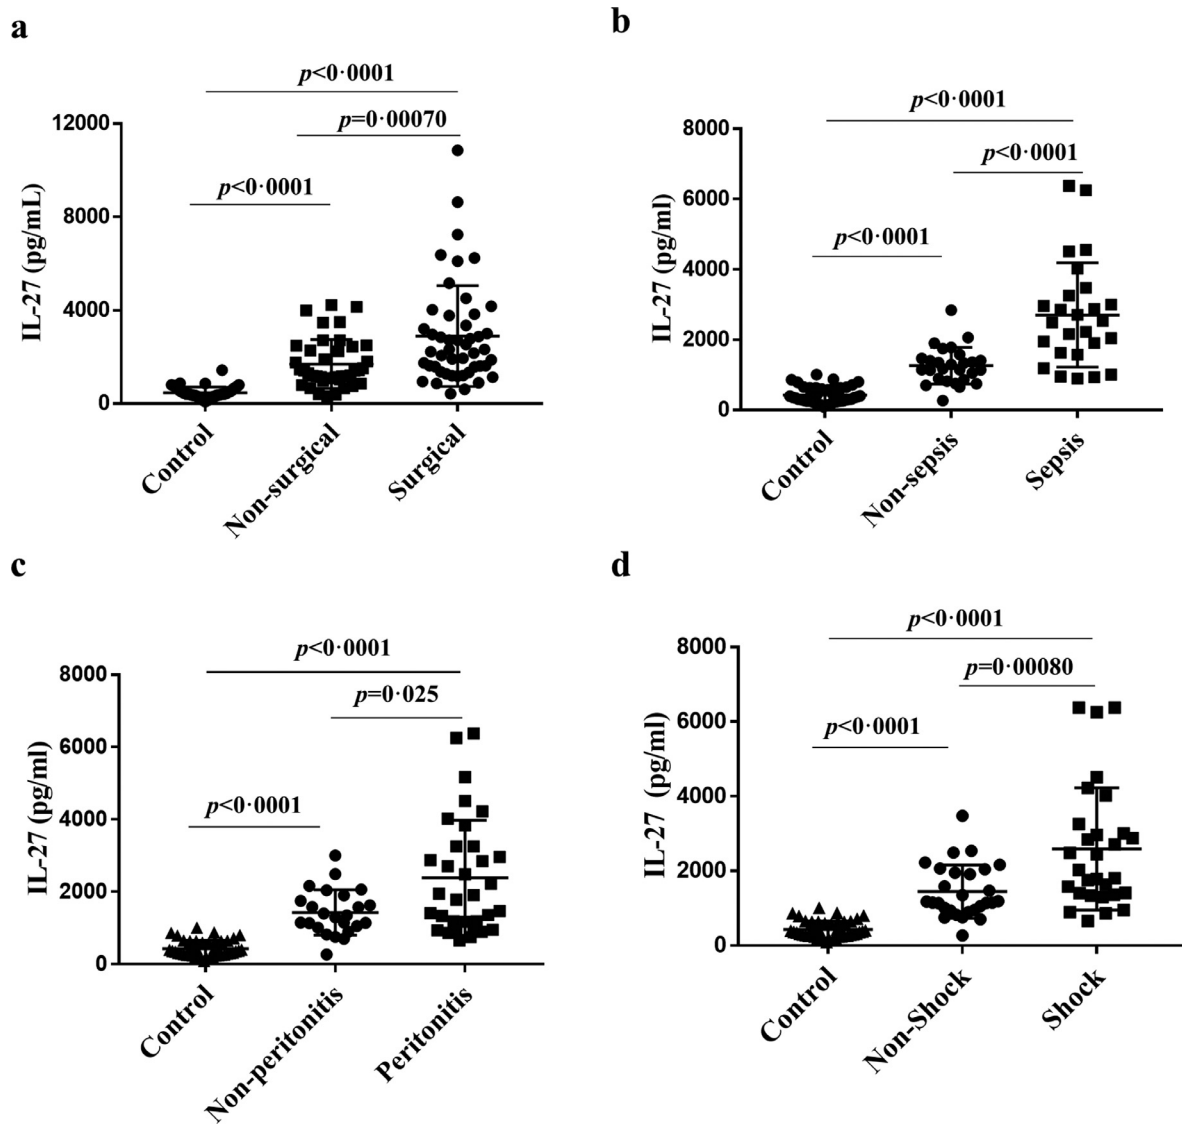 a
p<0·0001
p=0·00070
p<0·0001
IL-27 (pg/mL)
12000
8000
4000
0
Control
Non-surgical
Surgical
b
p<0·0001
p<0·0001
p<0·0001
IL-27 (pg/ml)
8000
6000
4000
2000
0
Control
Non-sepsis
Sepsis
c
p<0·0001
p=0·025
p<0·0001
IL-27 (pg/ml)
8000
6000
4000
2000
0
Control
Non-peritonitis
Peritonitis
d
p<0·0001
p=0·00080
p<0·0001
IL-27 (pg/ml)
8000
6000
4000
2000
0
Control
Non-Shock
Shock